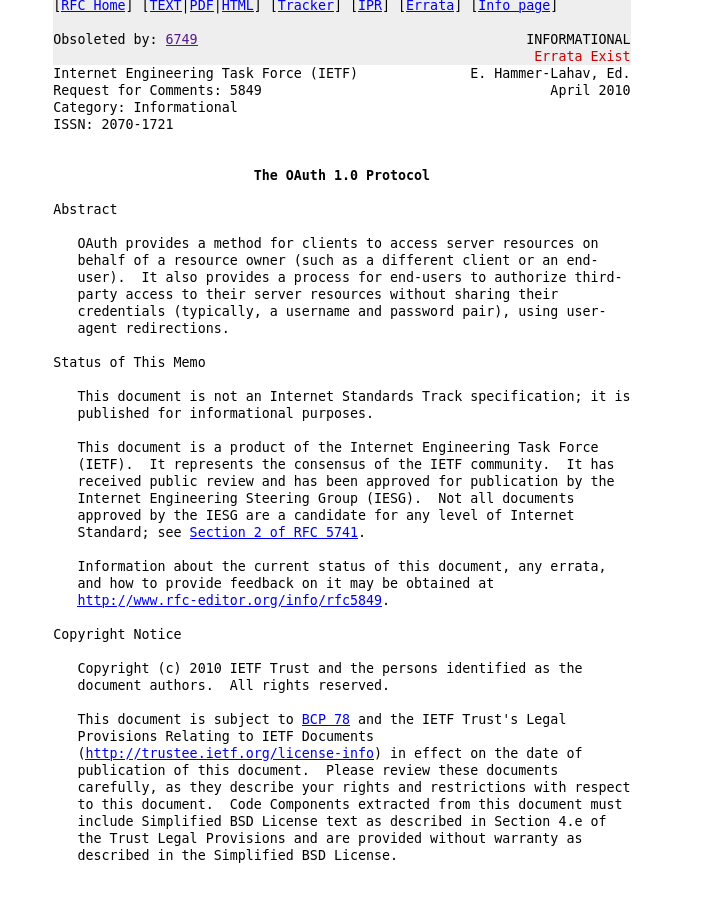 [RFC Home] [TEXT|PDF|HTML] [Tracker] [IPR] [Errata] [Info page]
Obsoleted by: 6749 INFORMATIONAL
Errata Exist
Internet Engineering Task Force (IETF) E. Hammer-Lahav, Ed.
Request for Comments: 5849 April 2010
Category: Informational
ISSN: 2070-1721
The OAuth 1.0 Protocol
Abstract
OAuth provides a method for clients to access server resources on
behalf of a resource owner (such as a different client or an end-
user).  It also provides a process for end-users to authorize third-
party access to their server resources without sharing their
credentials (typically, a username and password pair), using user-
agent redirections.
Status of This Memo
This document is not an Internet Standards Track specification; it is
published for informational purposes.
This document is a product of the Internet Engineering Task Force
(IETF).  It represents the consensus of the IETF community.  It has
received public review and has been approved for publication by the
Internet Engineering Steering Group (IESG).  Not all documents
approved by the IESG are a candidate for any level of Internet
Standard; see Section 2 of RFC 5741.
Information about the current status of this document, any errata,
and how to provide feedback on it may be obtained at
http://www.rfc-editor.org/info/rfc5849.
Copyright Notice
Copyright (c) 2010 IETF Trust and the persons identified as the
document authors.  All rights reserved.
This document is subject to BCP 78 and the IETF Trust's Legal
Provisions Relating to IETF Documents
(http://trustee.ietf.org/license-info) in effect on the date of
publication of this document.  Please review these documents
carefully, as they describe your rights and restrictions with respect
to this document.  Code Components extracted from this document must
include Simplified BSD License text as described in Section 4.e of
the Trust Legal Provisions and are provided without warranty as
described in the Simplified BSD License.